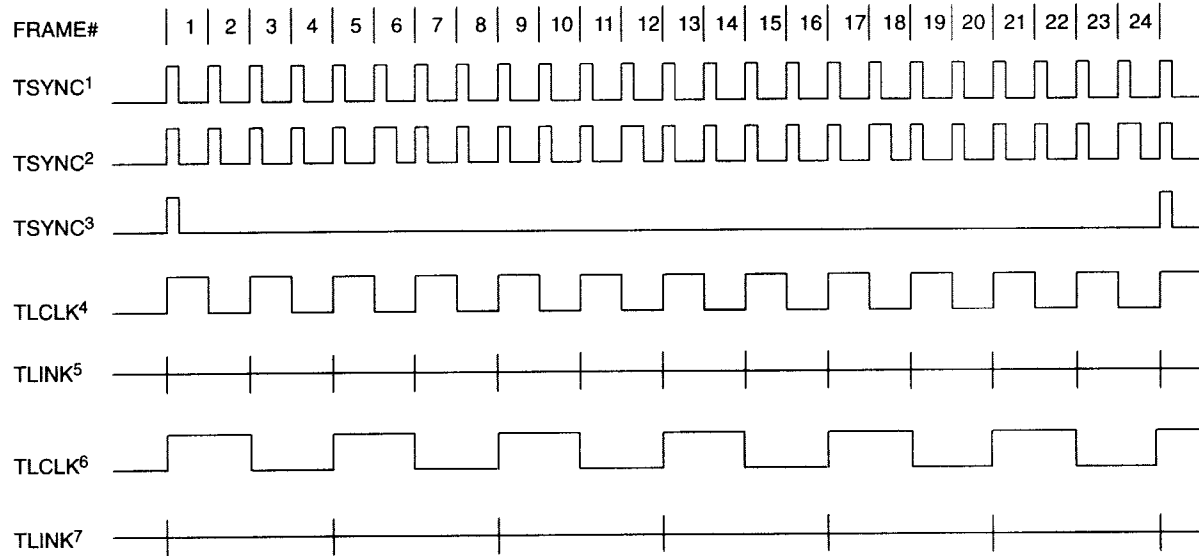 FRAME# 1 2 3 4 5 6 7 8 9 10 11 12 13 14 15 16 17 18 19 20 21 22 23 24
TSYNC1
TSYNC2
TSYNC3
TLCLK4
TLINK5
TLCLK6
TLINK7